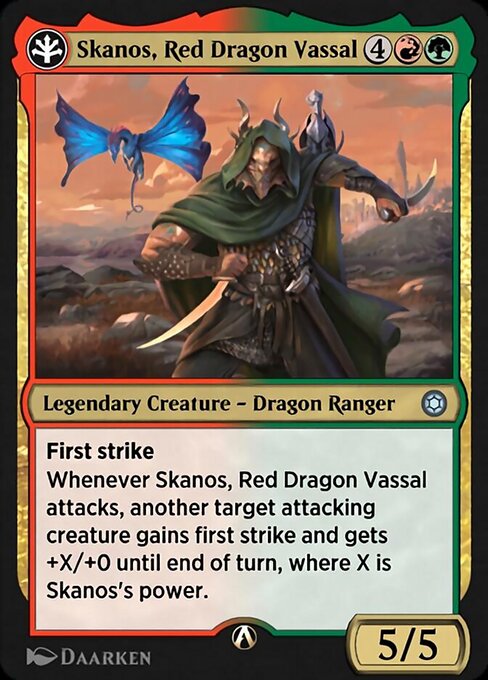 Skanos, Red Dragon Vassal 4
Legendary Creature – Dragon Ranger
First strike
Whenever Skanos, Red Dragon Vassal
attacks, another target attacking
creature gains first strike and gets
+X/+0 until end of turn, where X is
Skanos's power.
5/5
DAARKEN